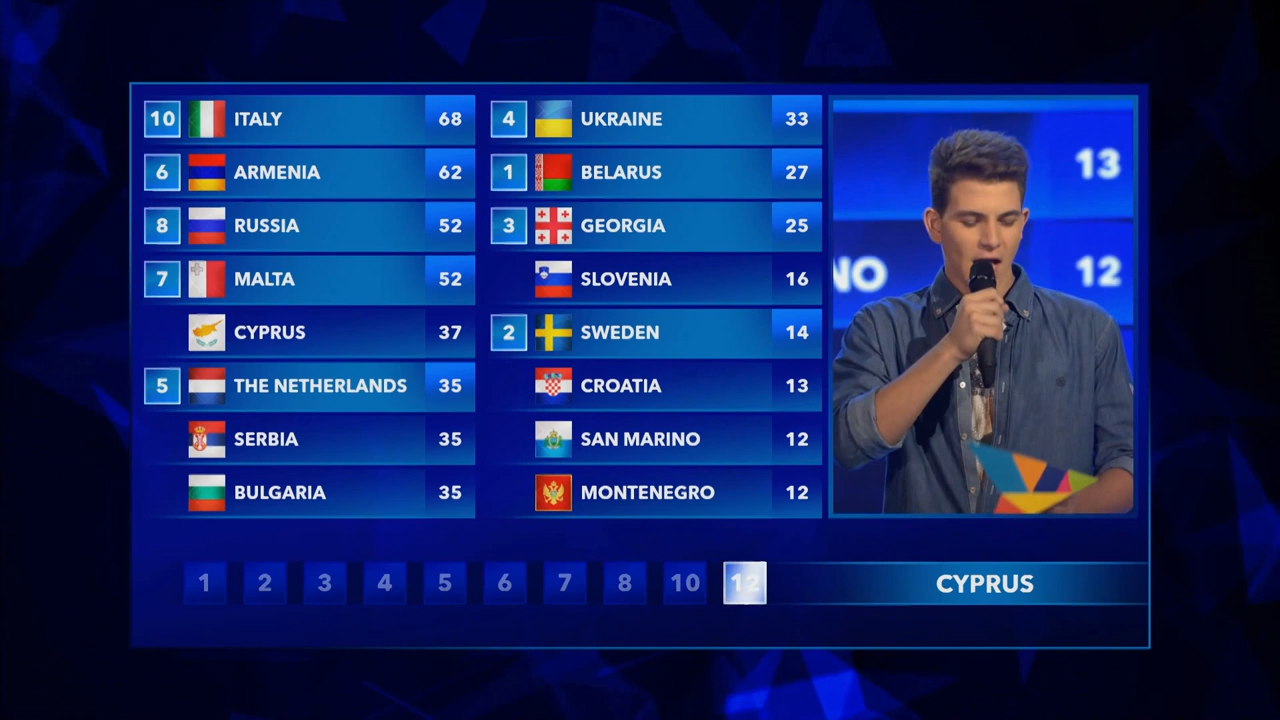 10 ITALY 68
6 ARMENIA 62
8 RUSSIA 52
7 MALTA 52
CYPRUS 37
5 THE NETHERLANDS 35
SERBIA 35
BULGARIA 35
4 UKRAINE 33
1 BELARUS 27
3 GEORGIA 25
SLOVENIA 16
2 SWEDEN 14
CROATIA 13
SAN MARINO 12
MONTENEGRO 12
13
NO 12
1 2 3 4 5 6 7 8 10 12
CYPRUS